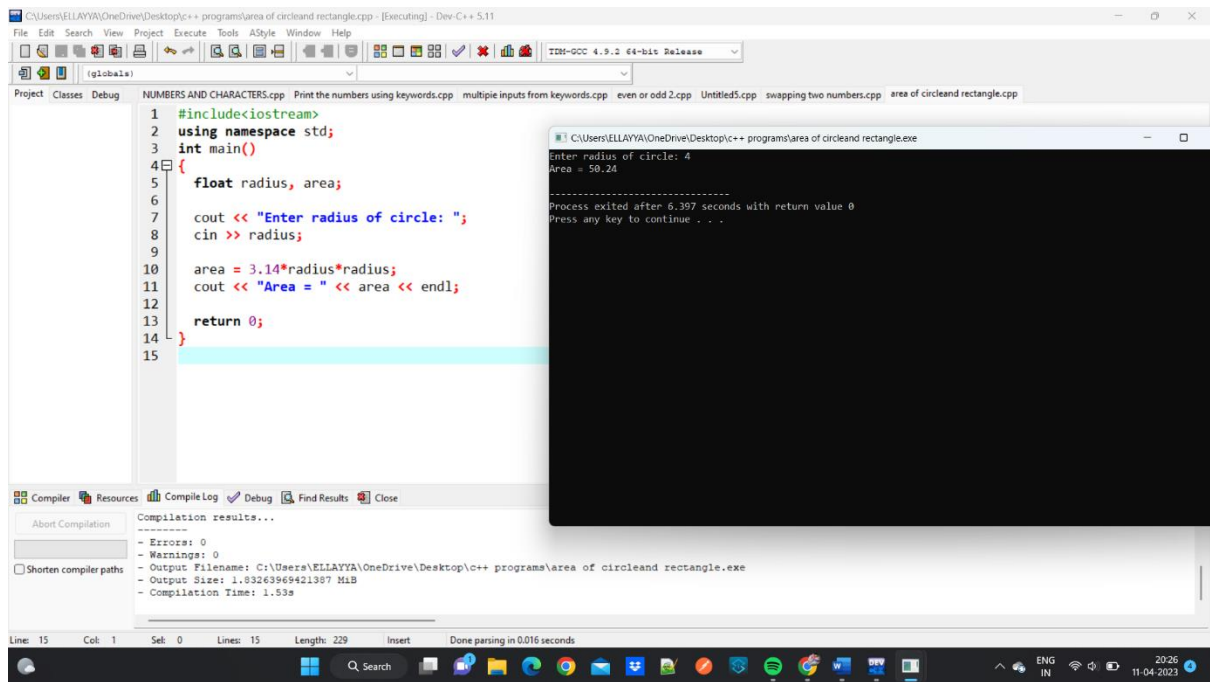 C:\Users\ELLAYYA\OneDrive\Desktop\c++ programs\area of circleand rectangle.cpp - [Executing] - Dev-C++ 5.11
File Edit Search View Project Execute Tools AStyle Window Help
TDM-GCC 4.9.2 64-bit Release
(globals)
Project Classes Debug
NUMBERS AND CHARACTERS.cpp Print the numbers using keywords.cpp multipie inputs from keywords.cpp even or odd 2.cpp Untitled5.cpp swapping two numbers.cpp area of circleand rectangle.cpp
1 #include<iostream>
2 using namespace std;
3 int main()
4 {
5 float radius, area;
6
7 cout << "Enter radius of circle: ";
8 cin >> radius;
9
10 area = 3.14*radius*radius;
11 cout << "Area = " << area << endl;
12
13 return 0;
14 }
15
C:\Users\ELLAYYA\OneDrive\Desktop\c++ programs\area of circleand rectangle.exe
Enter radius of circle: 4
Area = 50.24
--------------------------------
Process exited after 6.397 seconds with return value 0
Press any key to continue . . .
Compiler Resources Compile Log Debug Find Results Close
Abort Compilation
Shorten compiler paths
Compilation results...
--------
- Errors: 0
- Warnings: 0
- Output Filename: C:\Users\ELLAYYA\OneDrive\Desktop\c++ programs\area of circleand rectangle.exe
- Output Size: 1.83263969421387 MiB
- Compilation Time: 1.53s
Line: 15 Col: 1 Sel: 0 Lines: 15 Length: 229 Insert Done parsing in 0.016 seconds
Search
DEV
ENG
IN
20:26
11-04-2023
4